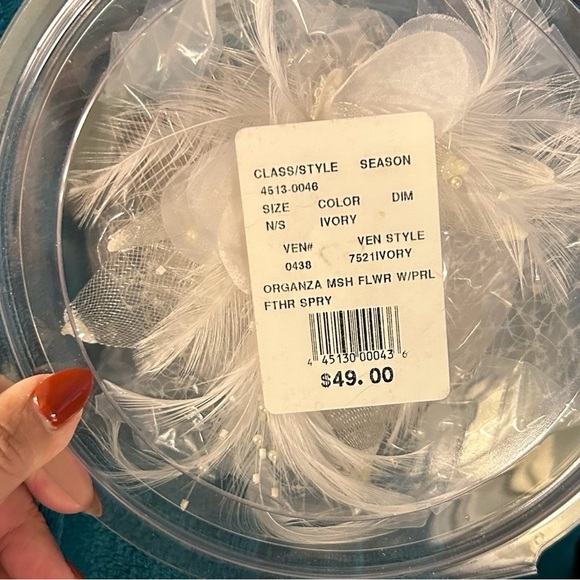 CLASS/STYLE SEASON
4513-0046
SIZE COLOR DIM
N/S IVORY
VEN# VEN STYLE
0438 7521IVORY
ORGANZA MSH FLWR W/PRL
FTHR SPRY
4 45130 00043 6
$49.00